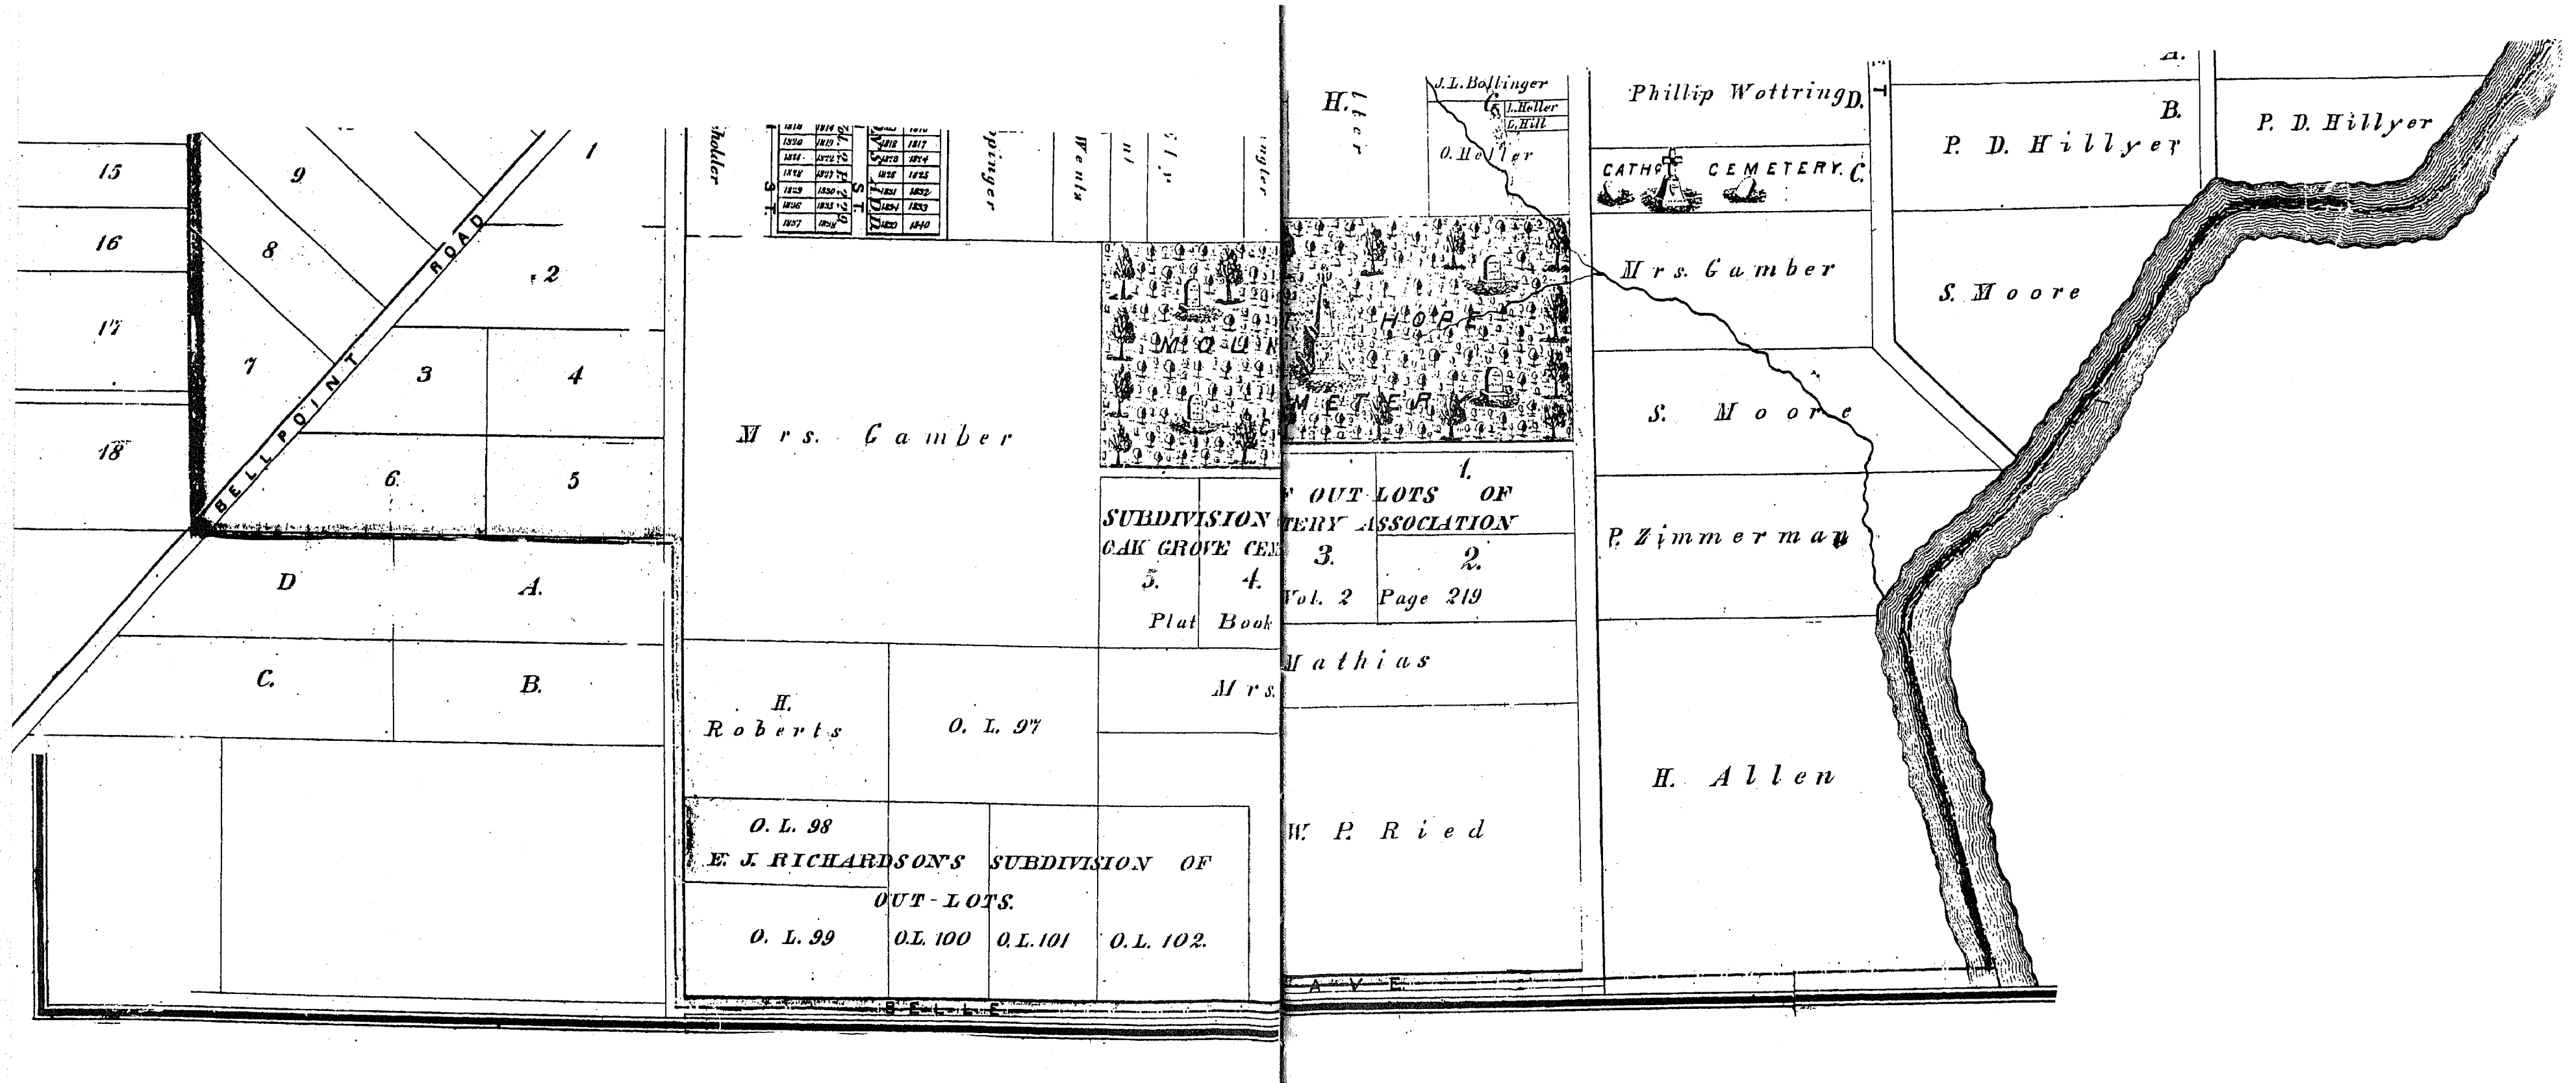 15
16
17
18
9
8
7
BELLPOINT ROAD
1
2
3
4
6
5
D
A.
C.
B.
holder
ST.
ST.
pinger
H.
J. L. Bollinger
L. Heller
L. Hill
O. Heller
Phillip Wottring D.
T
A.
B.
P. D. Hillyer
P. D. Hillyer
CEMETERY. C.
Mrs. Gamber
MOUNT HOPE
CEMETERY
Mrs. Gamber
S. Moore
S. Moore
SUBDIVISION OF OUT LOTS OF
OAK GROVE CEMETERY ASSOCIATION
1.
5.
4.
3.
2.
Plat Book Vol. 2 Page 219
P. Zimmerman
H.
Roberts
O. L. 97
Mrs. Mathias
W. P. Ried
H. Allen
O. L. 98
E. J. RICHARDSON'S SUBDIVISION OF
OUT-LOTS.
O. L. 99
O.L. 100
O.L. 101
O.L. 102.
BELLE AVE.